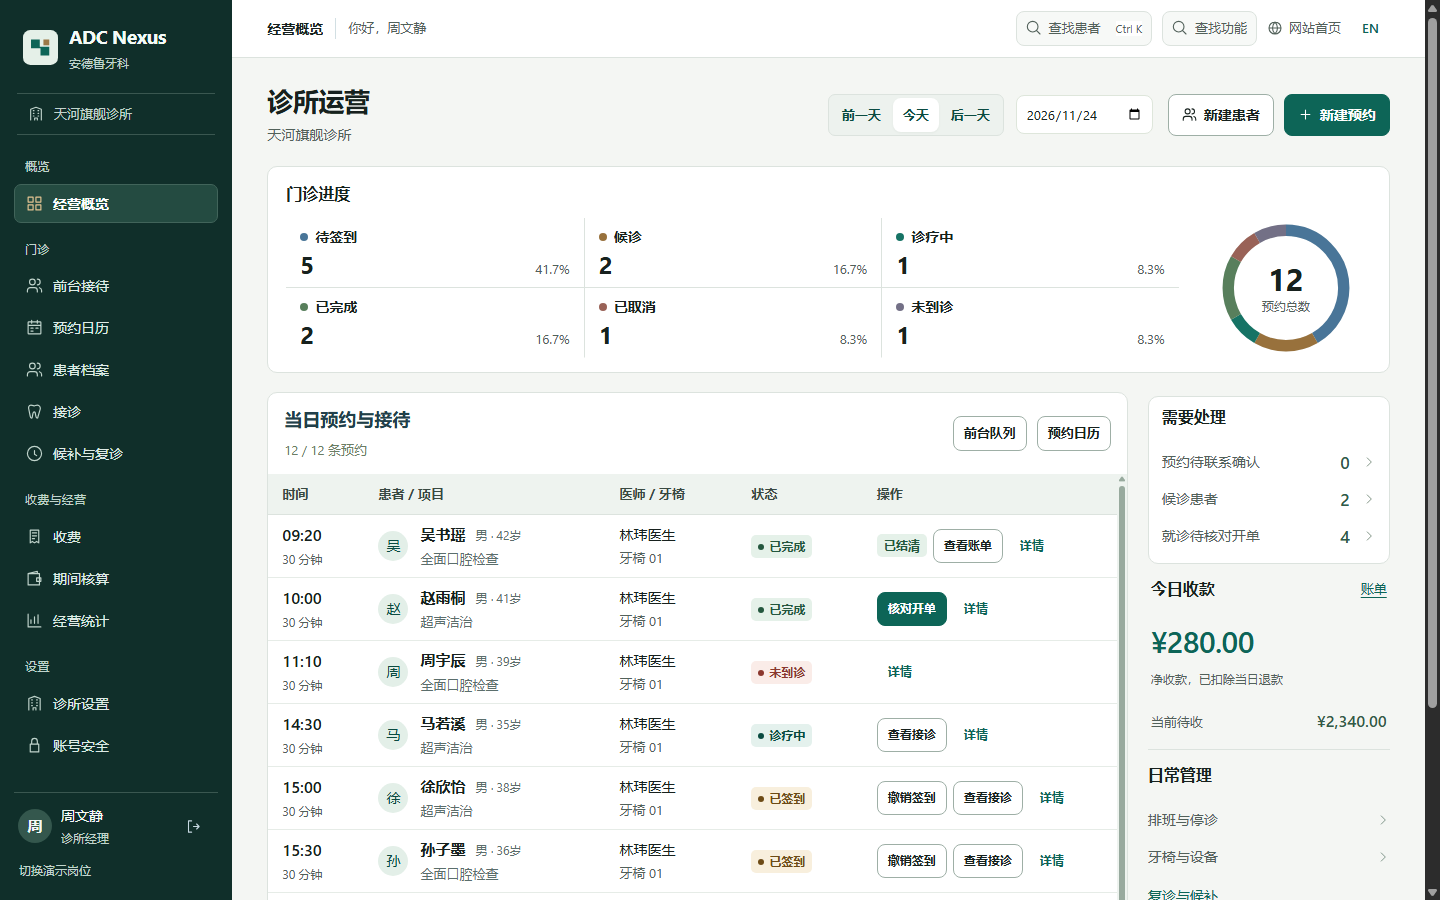 ADC Nexus
安德鲁牙科
天河旗舰诊所
概览
经营概览
门诊
前台接待
预约日历
患者档案
接诊
候补与复诊
收费与经营
收费
期间核算
经营统计
设置
诊所设置
账号安全
周
周文静
诊所经理
切换演示岗位
经营概览
你好，周文静
查找患者 Ctrl K
查找功能
网站首页
EN
诊所运营
天河旗舰诊所
前一天 今天 后一天
2026/11/24
新建患者
新建预约
门诊进度
待签到
5 41.7%
候诊
2 16.7%
诊疗中
1 8.3%
已完成
2 16.7%
已取消
1 8.3%
未到诊
1 8.3%
12
预约总数
当日预约与接待
12 / 12 条预约
前台队列 预约日历
时间 患者 / 项目 医师 / 牙椅 状态 操作
09:20 吴 吴书瑶 男 · 42岁 林玮医生 已完成 已结清 查看账单 详情
30 分钟 全面口腔检查 牙椅 01
10:00 赵 赵雨桐 男 · 41岁 林玮医生 已完成 核对开单 详情
30 分钟 超声洁治 牙椅 01
11:10 周 周宇辰 男 · 39岁 林玮医生 未到诊 详情
30 分钟 全面口腔检查 牙椅 01
14:30 马 马若溪 男 · 35岁 林玮医生 诊疗中 查看接诊 详情
30 分钟 超声洁治 牙椅 01
15:00 徐 徐欣怡 男 · 38岁 林玮医生 已签到 撤销签到 查看接诊 详情
30 分钟 超声洁治 牙椅 01
15:30 孙 孙子墨 男 · 36岁 林玮医生 已签到 撤销签到 查看接诊 详情
30 分钟 全面口腔检查 牙椅 01
需要处理
预约待联系确认 0
候诊患者 2
就诊待核对开单 4
今日收款 账单
¥280.00
净收款，已扣除当日退款
当前待收 ¥2,340.00
日常管理
排班与停诊
牙椅与设备
复诊与候补